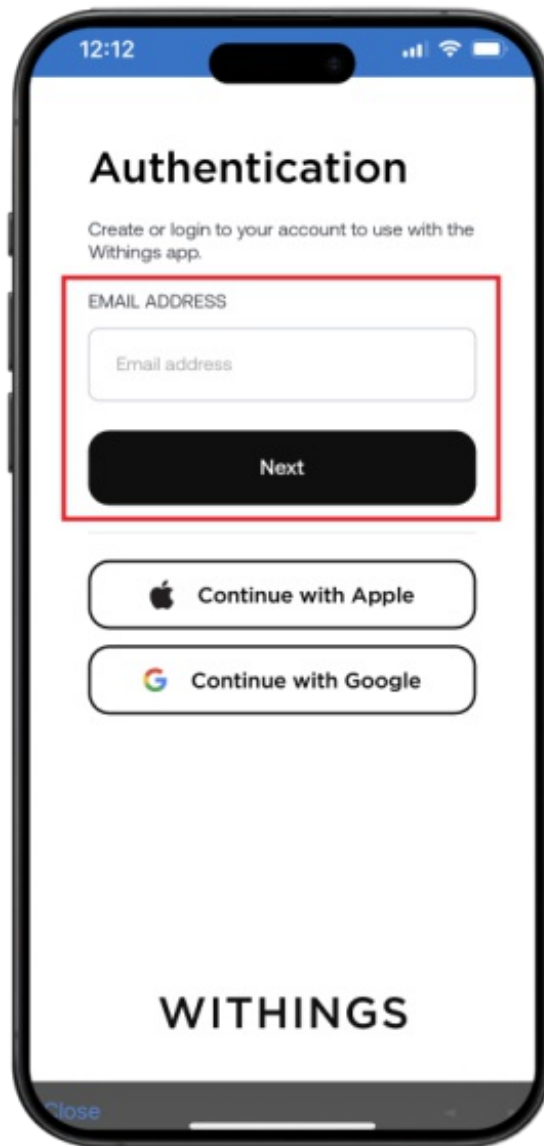 12:12
Authentication
Create or login to your account to use with the
Withings app.
EMAIL ADDRESS
Email address
Next
Continue with Apple
Continue with Google
WITHINGS
Close